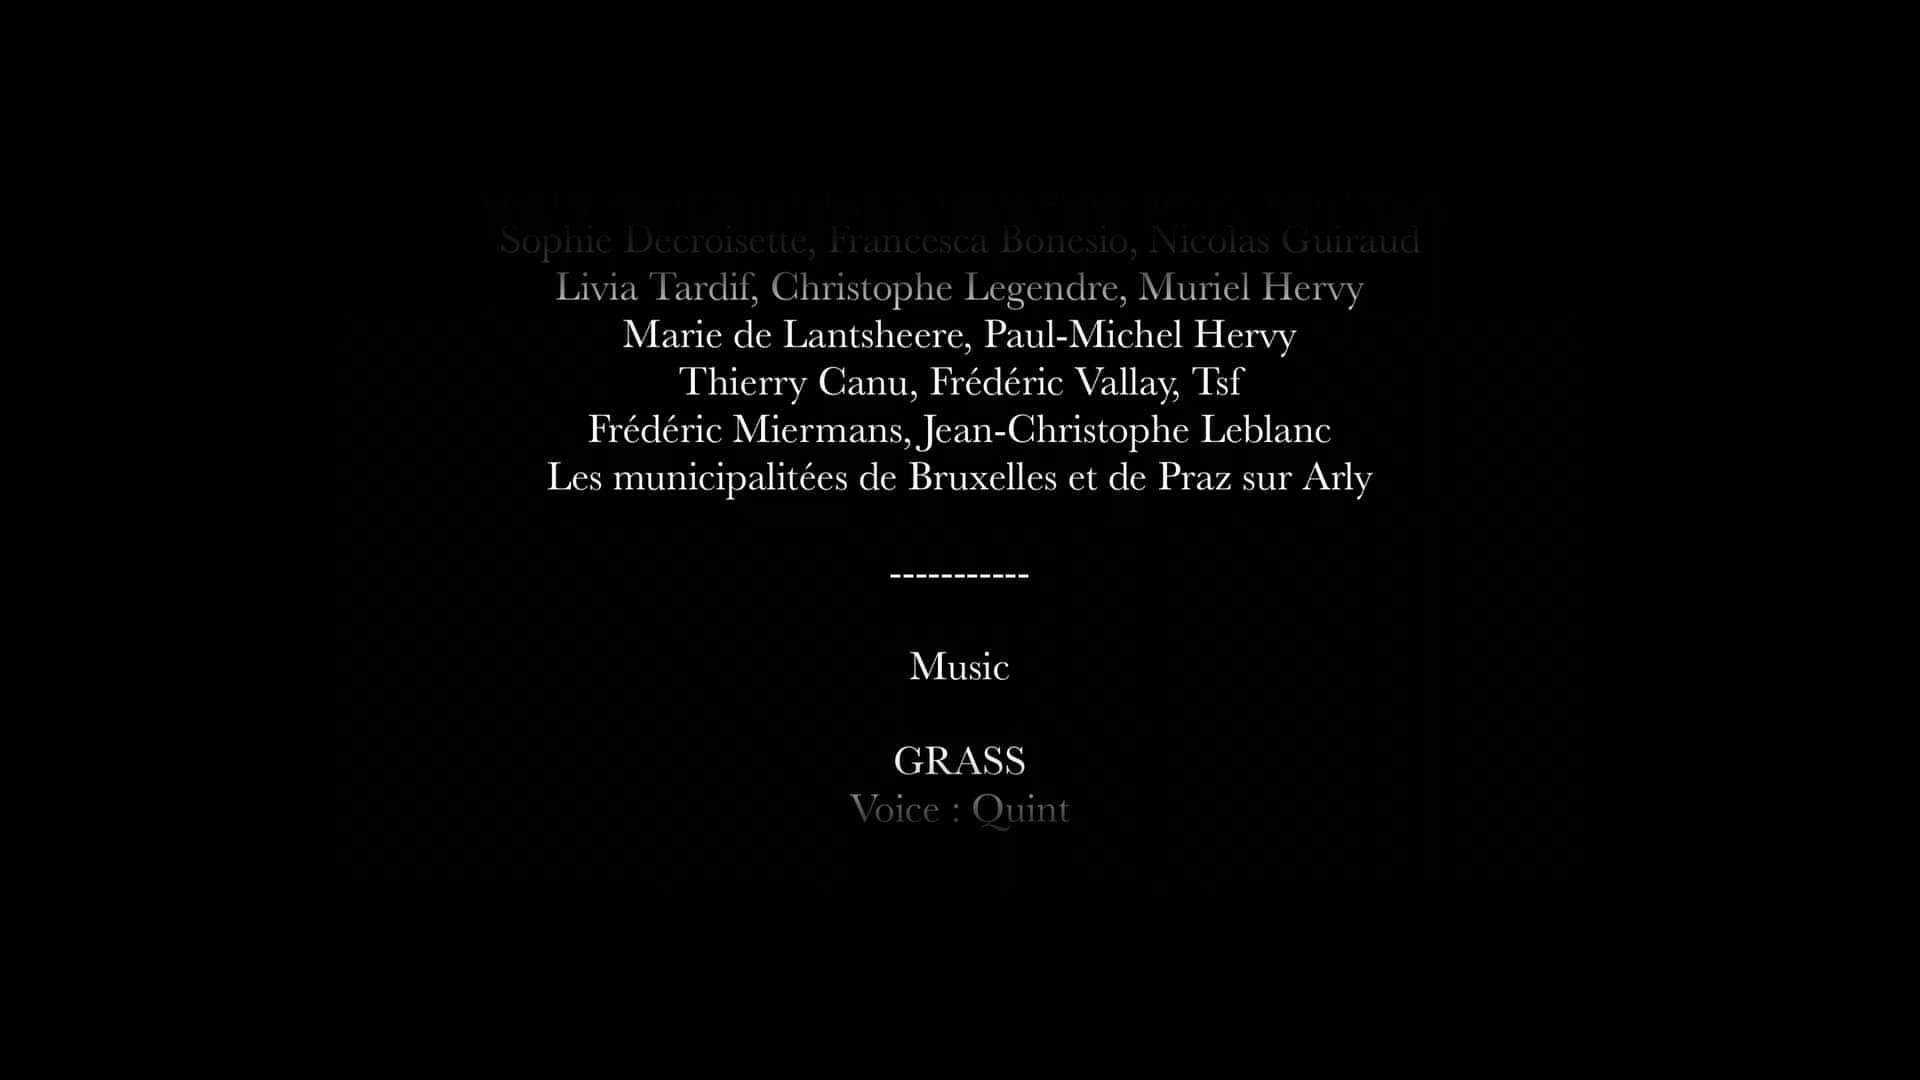 Sophie Decroisette, Francesca Bonesio, Nicolas Guiraud
Livia Tardif, Christophe Legendre, Muriel Hervy
Marie de Lantsheere, Paul-Michel Hervy
Thierry Canu, Frédéric Vallay, Tsf
Frédéric Miermans, Jean-Christophe Leblanc
Les municipalitées de Bruxelles et de Praz sur Arly
-----------
Music
GRASS
Voice : Quint